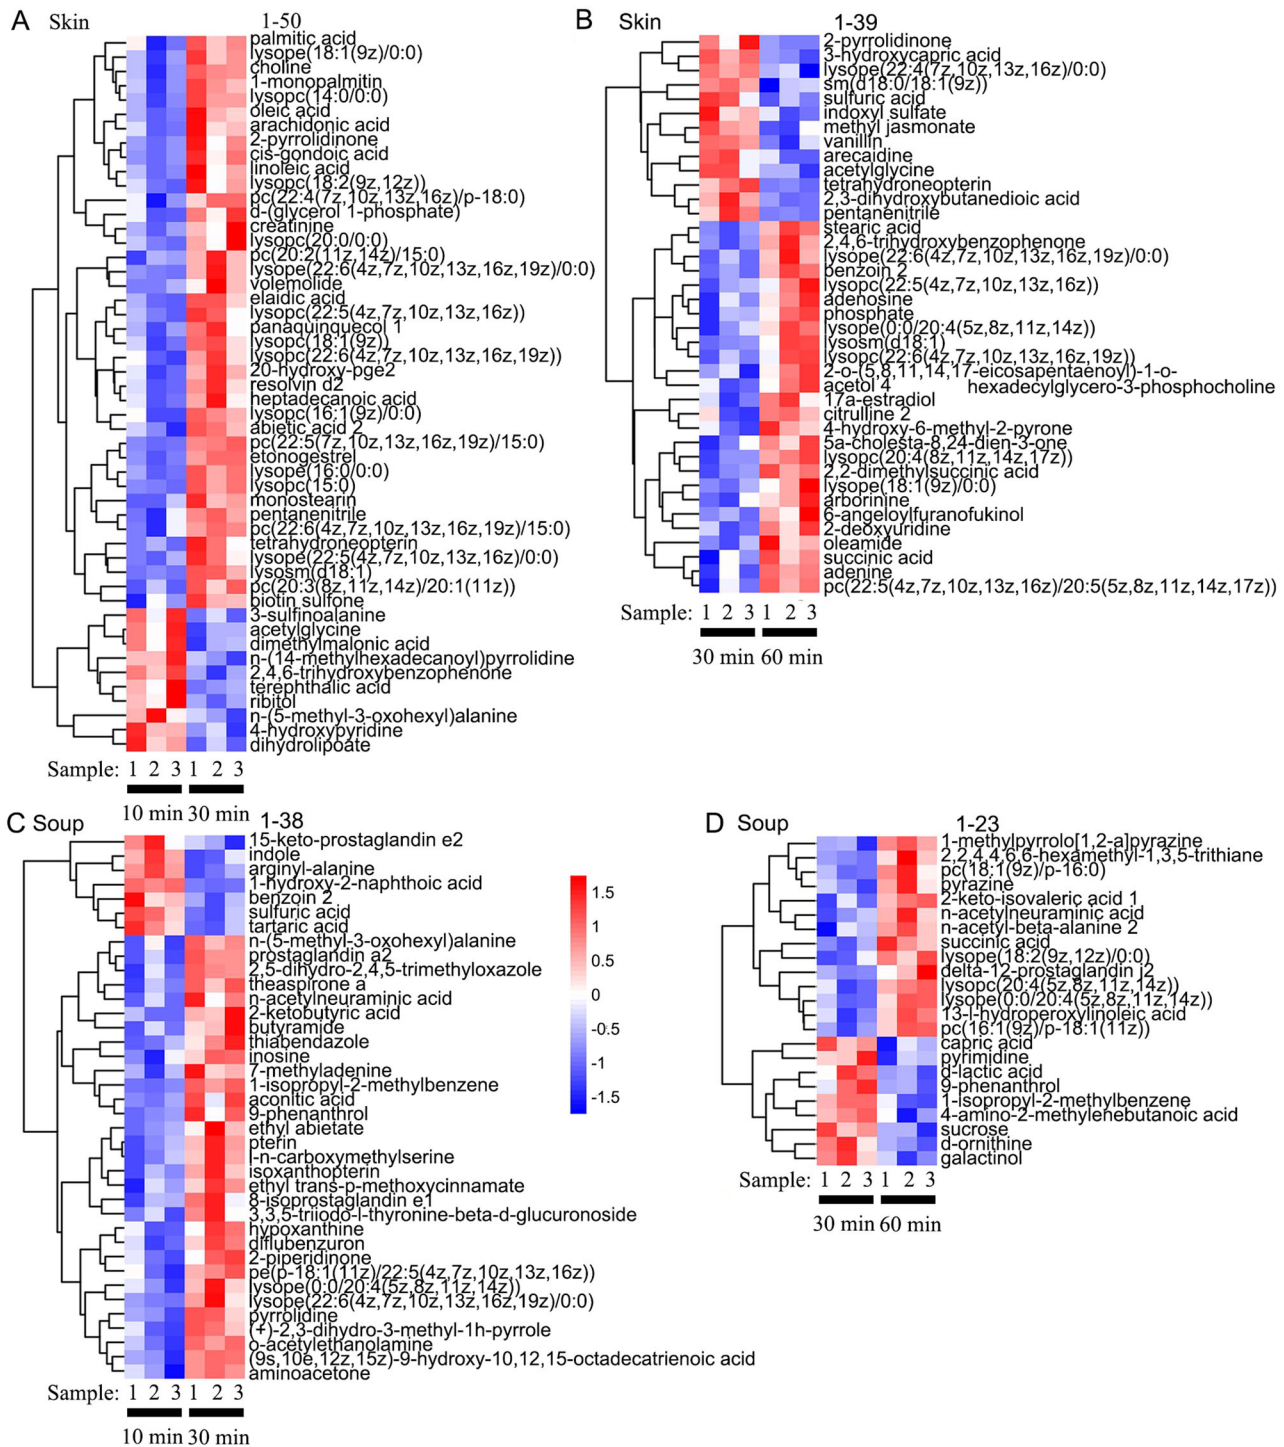 A Skin 1-50
palmitic acid
lysope(18:1(9z)/0:0)
choline
1-monopalmitin
lysopc(14:0/0:0)
oleic acid
arachidonic acid
2-pyrrolidinone
cis-gondoic acid
linoleic acid
lysopc(18:2(9z,12z))
pc(22:4(7z,10z,13z,16z)/p-18:0)
d-(glycerol 1-phosphate)
creatinine
lysopc(20:0/0:0)
pc(20:2(11z,14z)/15:0)
lysope(22:6(4z,7z,10z,13z,16z,19z)/0:0)
volemolide
elaidic acid
lysopc(22:5(4z,7z,10z,13z,16z))
panaquinquecol 1
lysopc(18:1(9z))
lysopc(22:6(4z,7z,10z,13z,16z,19z))
20-hydroxy-pge2
resolvin d2
heptadecanoic acid
lysopc(16:1(9z)/0:0)
abietic acid 2
pc(22:5(7z,10z,13z,16z,19z)/15:0)
etonogestrel
lysope(16:0/0:0)
lysopc(15:0)
monostearin
pentanenitrile
pc(22:6(4z,7z,10z,13z,16z,19z)/15:0)
tetrahydroneopterin
lysope(22:5(4z,7z,10z,13z,16z)/0:0)
lysosm(d18:1)
pc(20:3(8z,11z,14z)/20:1(11z))
biotin sulfone
3-sulfinoalanine
acetylglycine
dimethylmalonic acid
n-(14-methylhexadecanoyl)pyrrolidine
2,4,6-trihydroxybenzophenone
terephthalic acid
ribitol
n-(5-methyl-3-oxohexyl)alanine
4-hydroxypyridine
dihydrolipoate
Sample: 1 2 3 1 2 3
10 min 30 min
B Skin 1-39
2-pyrrolidinone
3-hydroxycapric acid
lysope(22:4(7z,10z,13z,16z)/0:0)
sm(d18:0/18:1(9z))
sulfuric acid
indoxyl sulfate
methyl jasmonate
vanillin
arecaidine
acetylglycine
tetrahydroneopterin
2,3-dihydroxybutanedioic acid
pentanenitrile
stearic acid
2,4,6-trihydroxybenzophenone
lysope(22:6(4z,7z,10z,13z,16z,19z)/0:0)
benzoin 2
lysopc(22:5(4z,7z,10z,13z,16z))
adenosine
phosphate
lysope(0:0/20:4(5z,8z,11z,14z))
lysosm(d18:1)
lysopc(22:6(4z,7z,10z,13z,16z,19z))
2-o-(5,8,11,14,17-eicosapentaenoyl)-1-o-
acetol 4 hexadecylglycero-3-phosphocholine
17a-estradiol
citrulline 2
4-hydroxy-6-methyl-2-pyrone
5a-cholesta-8,24-dien-3-one
lysopc(20:4(8z,11z,14z,17z))
2,2-dimethylsuccinic acid
lysope(18:1(9z)/0:0)
arborinine
6-angeloylfuranofukinol
2-deoxyuridine
oleamide
succinic acid
adenine
pc(22:5(4z,7z,10z,13z,16z)/20:5(5z,8z,11z,14z,17z))
Sample: 1 2 3 1 2 3
30 min 60 min
C Soup 1-38
15-keto-prostaglandin e2
indole
arginyl-alanine
1-hydroxy-2-naphthoic acid
benzoin 2
sulfuric acid
tartaric acid
n-(5-methyl-3-oxohexyl)alanine
prostaglandin a2
2,5-dihydro-2,4,5-trimethyloxazole
theaspirone a
n-acetylneuraminic acid
2-ketobutyric acid
butyramide
thiabendazole
inosine
7-methyladenine
1-isopropyl-2-methylbenzene
aconitic acid
9-phenanthrol
ethyl abietate
pterin
l-n-carboxymethylserine
isoxanthopterin
ethyl trans-p-methoxycinnamate
8-isoprostaglandin e1
3,3,5-triiodo-l-thyronine-beta-d-glucuronoside
hypoxanthine
diflubenzuron
2-piperidinone
pe(p-18:1(11z)/22:5(4z,7z,10z,13z,16z))
lysope(0:0/20:4(5z,8z,11z,14z))
lysope(22:6(4z,7z,10z,13z,16z,19z)/0:0)
pyrrolidine
(+)-2,3-dihydro-3-methyl-1h-pyrrole
o-acetylethanolamine
(9s,10e,12z,15z)-9-hydroxy-10,12,15-octadecatrienoic acid
aminoacetone
Sample: 1 2 3 1 2 3
10 min 30 min
1.5
1
0.5
0
-0.5
-1
-1.5
D Soup 1-23
1-methylpyrrolo[1,2-a]pyrazine
2,2,4,4,6,6-hexamethyl-1,3,5-trithiane
pc(18:1(9z)/p-16:0)
pyrazine
2-keto-isovaleric acid 1
n-acetylneuraminic acid
n-acetyl-beta-alanine 2
succinic acid
lysope(18:2(9z,12z)/0:0)
delta-12-prostaglandin j2
lysopc(20:4(5z,8z,11z,14z))
lysope(0:0/20:4(5z,8z,11z,14z))
13-l-hydroperoxylinoleic acid
pc(16:1(9z)/p-18:1(11z))
capric acid
pyrimidine
d-lactic acid
9-phenanthrol
1-isopropyl-2-methylbenzene
4-amino-2-methylenebutanoic acid
sucrose
d-ornithine
galactinol
Sample: 1 2 3 1 2 3
30 min 60 min